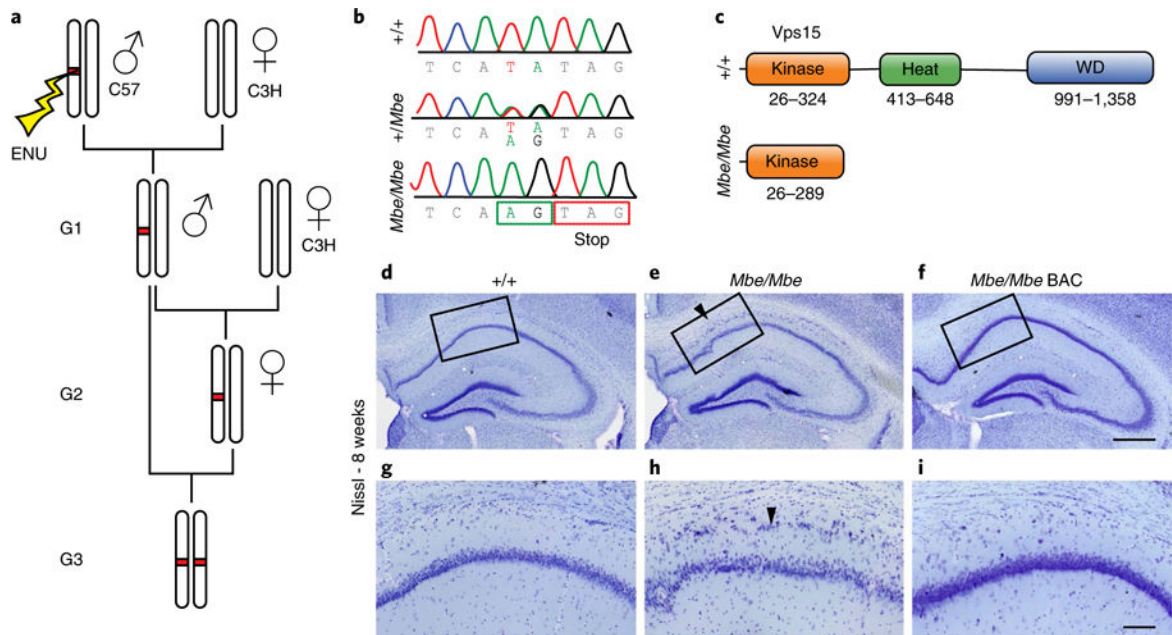 a
C57
C3H
ENU
G1
C3H
G2
G3
b
+/+
T C A T A T A G
+/Mbe
T C A T A T A G
A G
Mbe/Mbe
T C A A G T A G
Stop
c
Vps15
+/+
Kinase Heat WD
26–324 413–648 991–1,358
Mbe/Mbe
Kinase
26–289
Nissl - 8 weeks
d +/+
e Mbe/Mbe
f Mbe/Mbe BAC
g
h
i